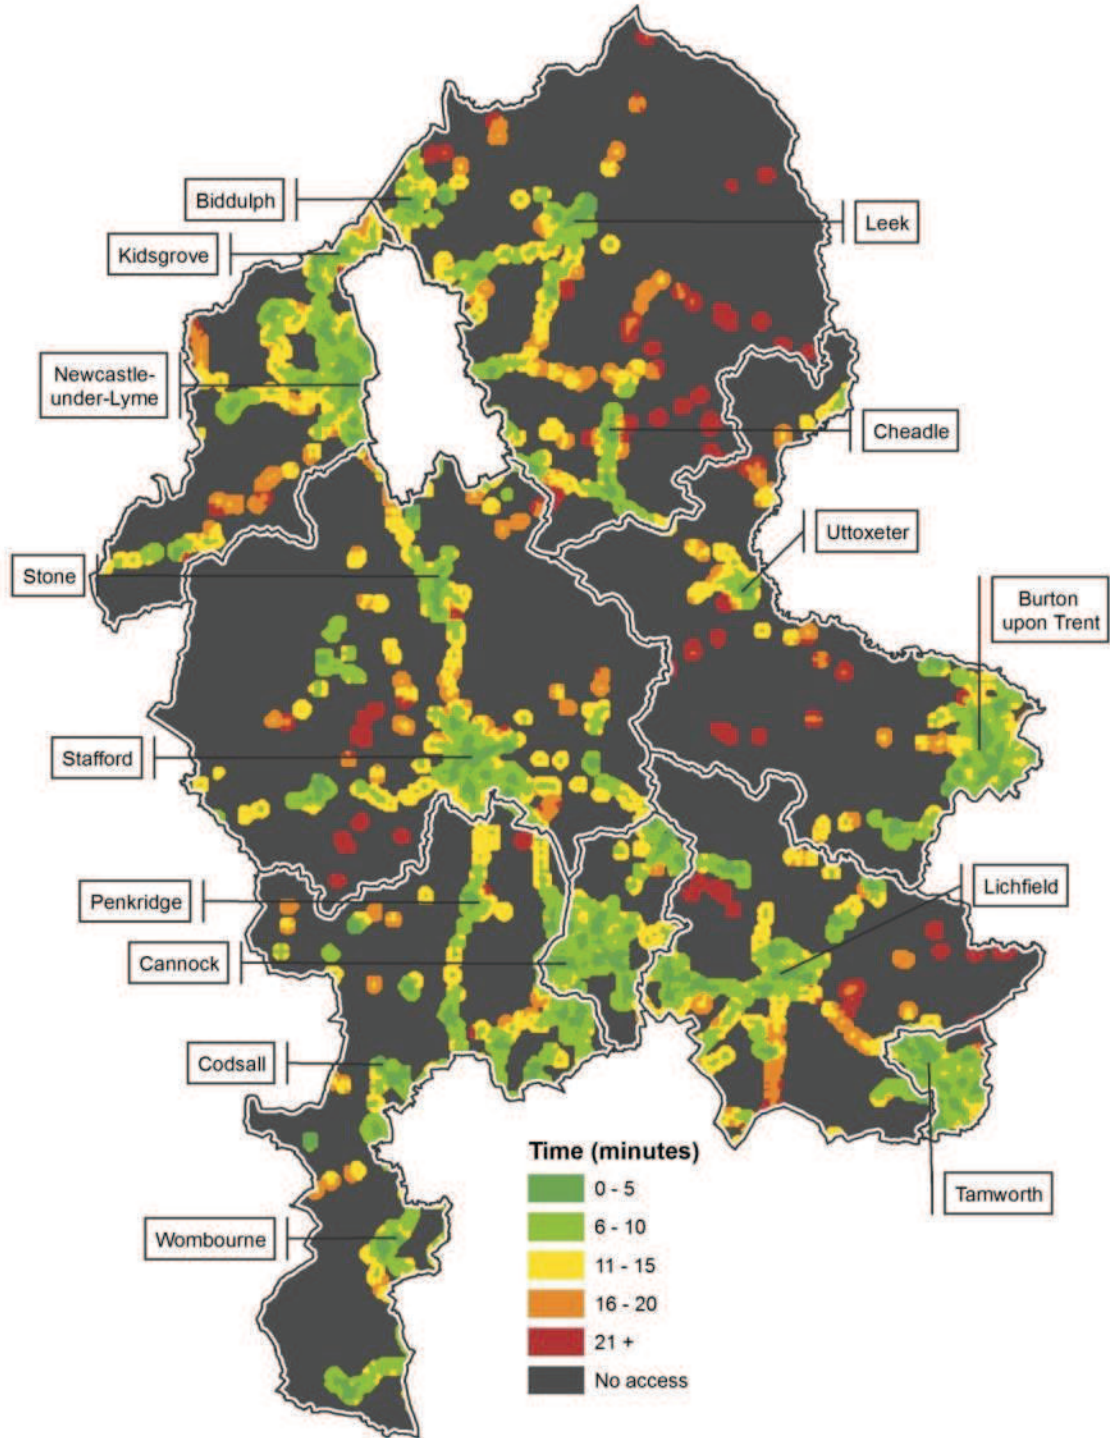 Biddulph
Leek
Kidsgrove
Newcastle-
under-Lyme
Cheadle
Uttoxeter
Stone
Burton
upon Trent
Stafford
Lichfield
Penkridge
Cannock
Codsall
Time (minutes)
0 - 5
6 - 10
11 - 15
16 - 20
21 +
No access
Tamworth
Wombourne